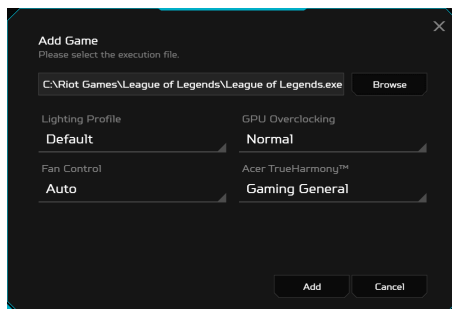 Add Game
Please select the execution file.
C:\Riot Games\League of Legends\League of Legends.exe Browse
Lighting Profile GPU Overclocking
Default Normal
Fan Control Acer TrueHarmony™
Auto Gaming General
Add Cancel